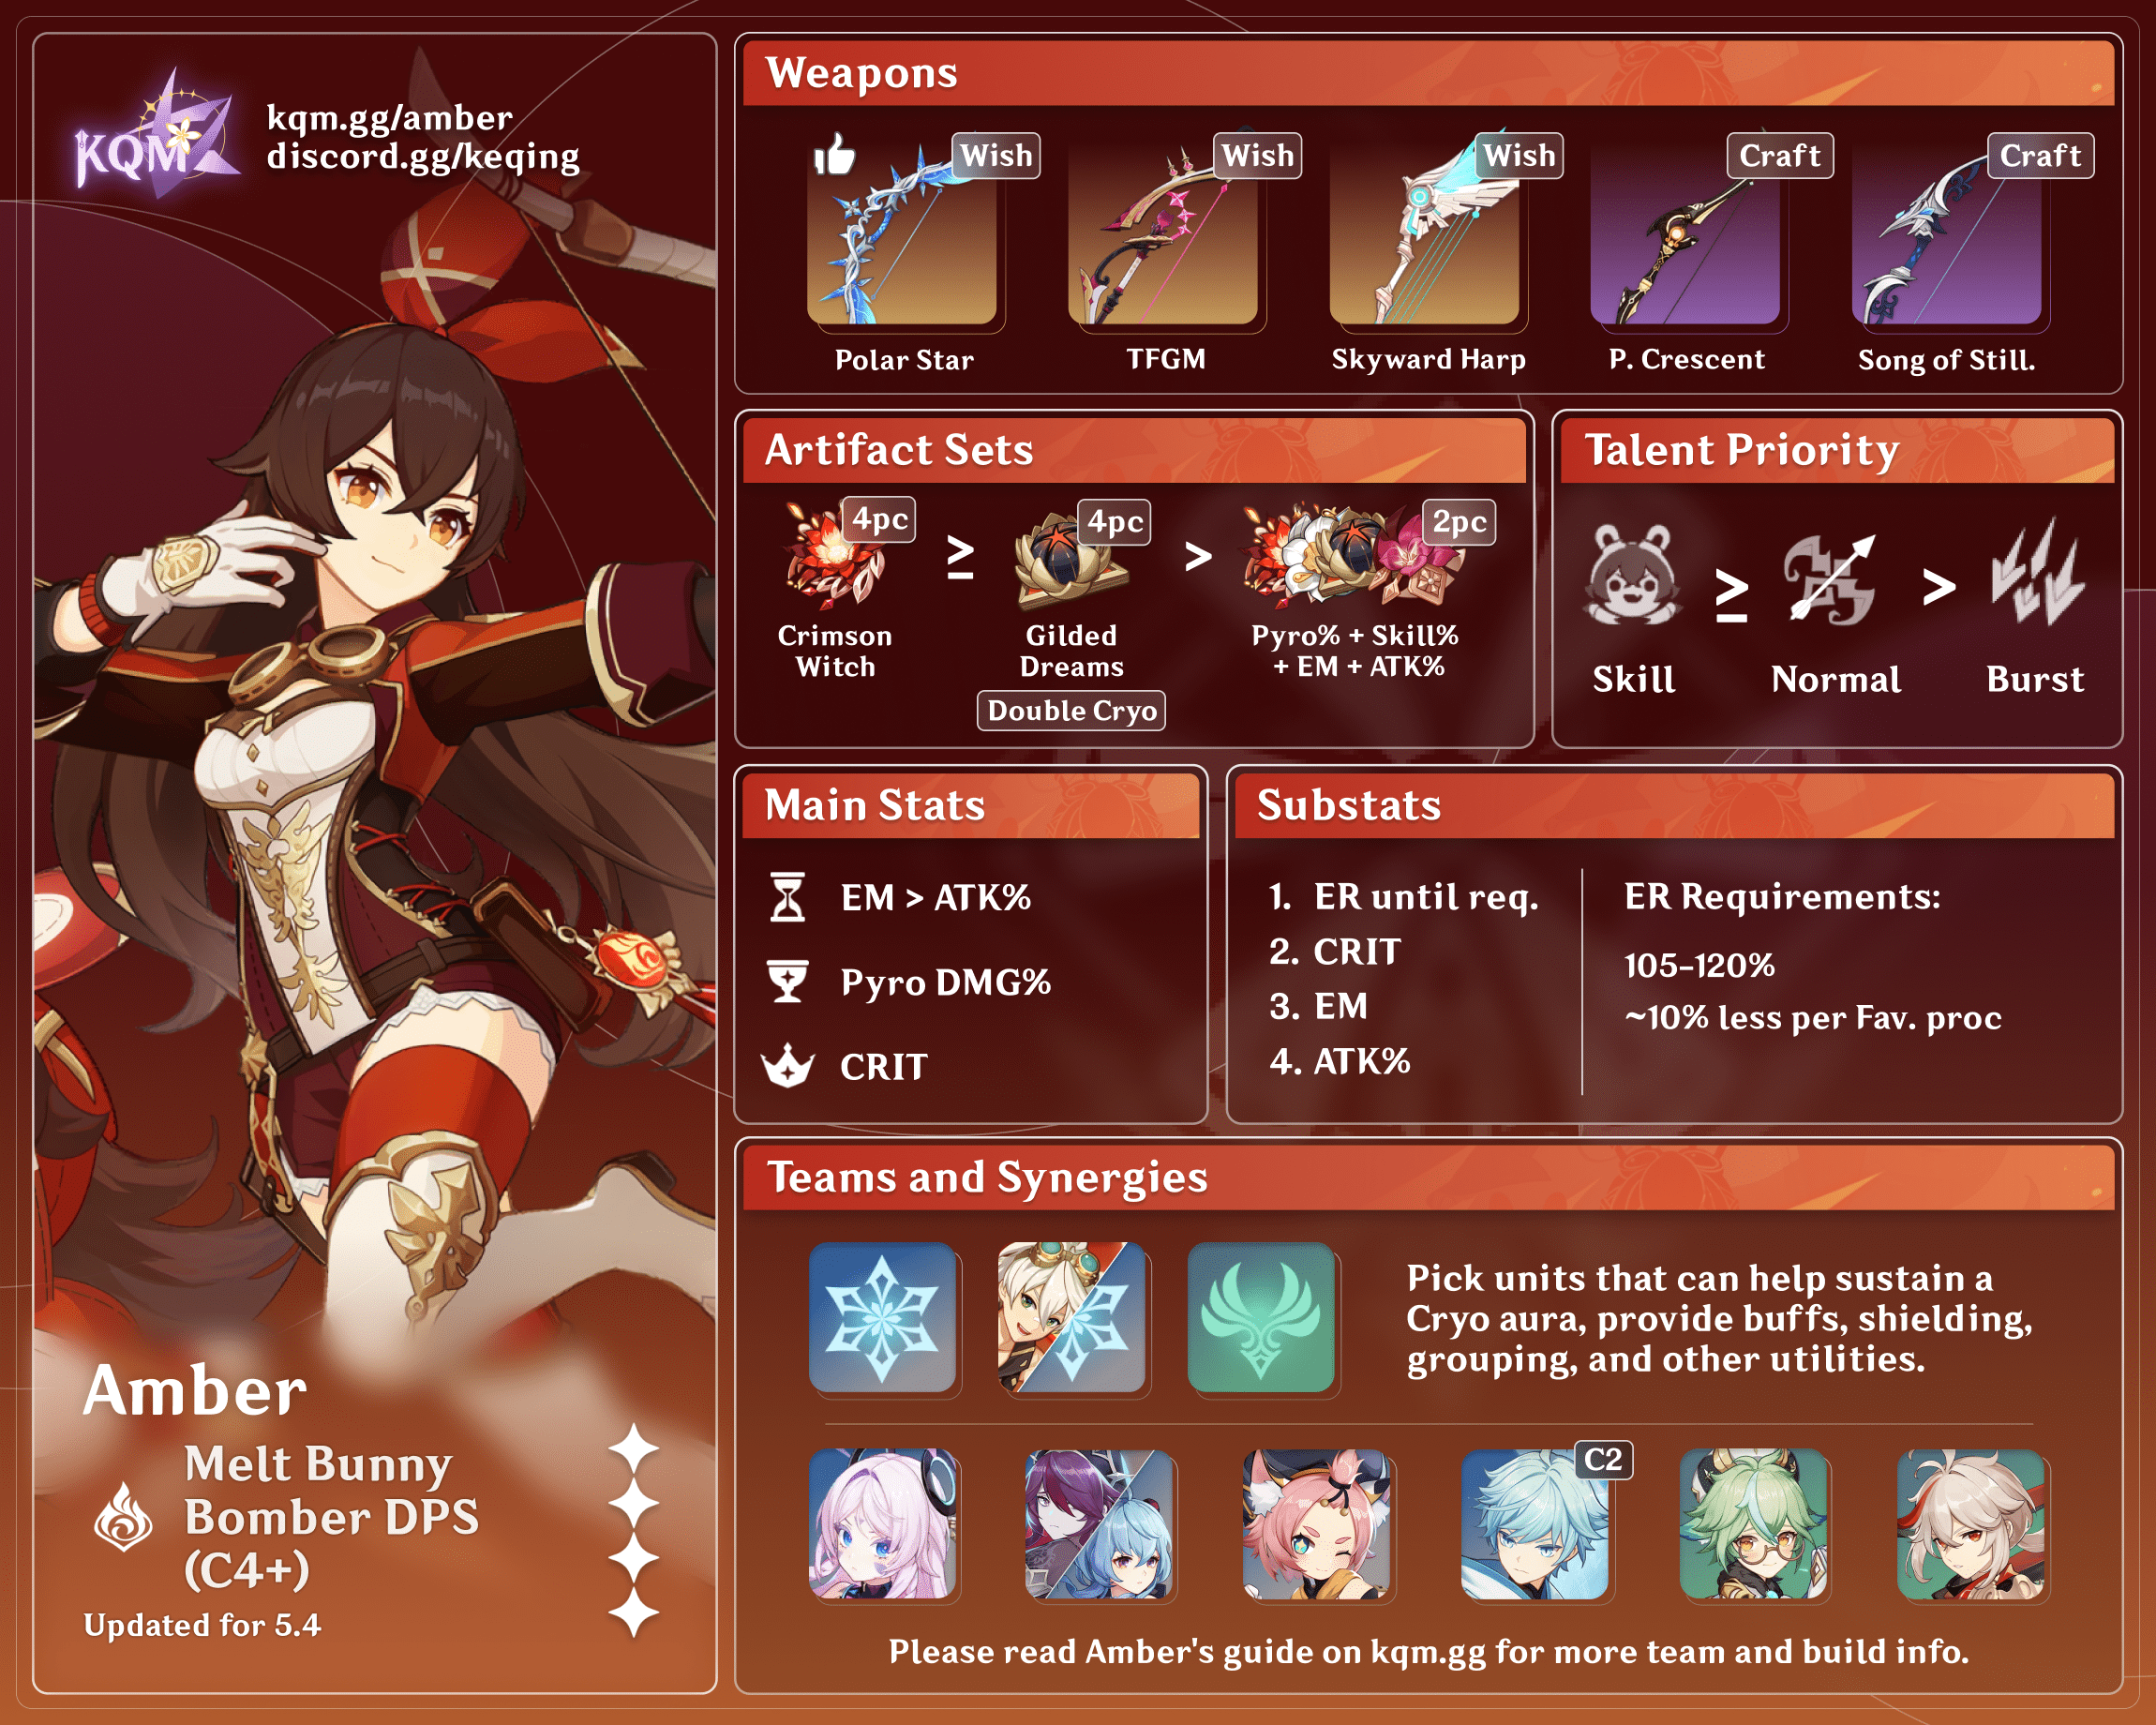 KQM
kqm.gg/amber
discord.gg/keqing
Amber
Melt Bunny
Bomber DPS
(C4+)
Updated for 5.4
Weapons
Wish
Wish
Wish
Craft
Craft
Polar Star
TFGM
Skyward Harp
P. Crescent
Song of Still.
Artifact Sets
4pc
≥
4pc
>
2pc
Crimson
Witch
Gilded
Dreams
Double Cryo
Pyro% + Skill%
+ EM + ATK%
Talent Priority
≥
>
Skill
Normal
Burst
Main Stats
EM > ATK%
Pyro DMG%
CRIT
Substats
1. ER until req.
2. CRIT
3. EM
4. ATK%
ER Requirements:
105-120%
~10% less per Fav. proc
Teams and Synergies
Pick units that can help sustain a
Cryo aura, provide buffs, shielding,
grouping, and other utilities.
C2
Please read Amber's guide on kqm.gg for more team and build info.